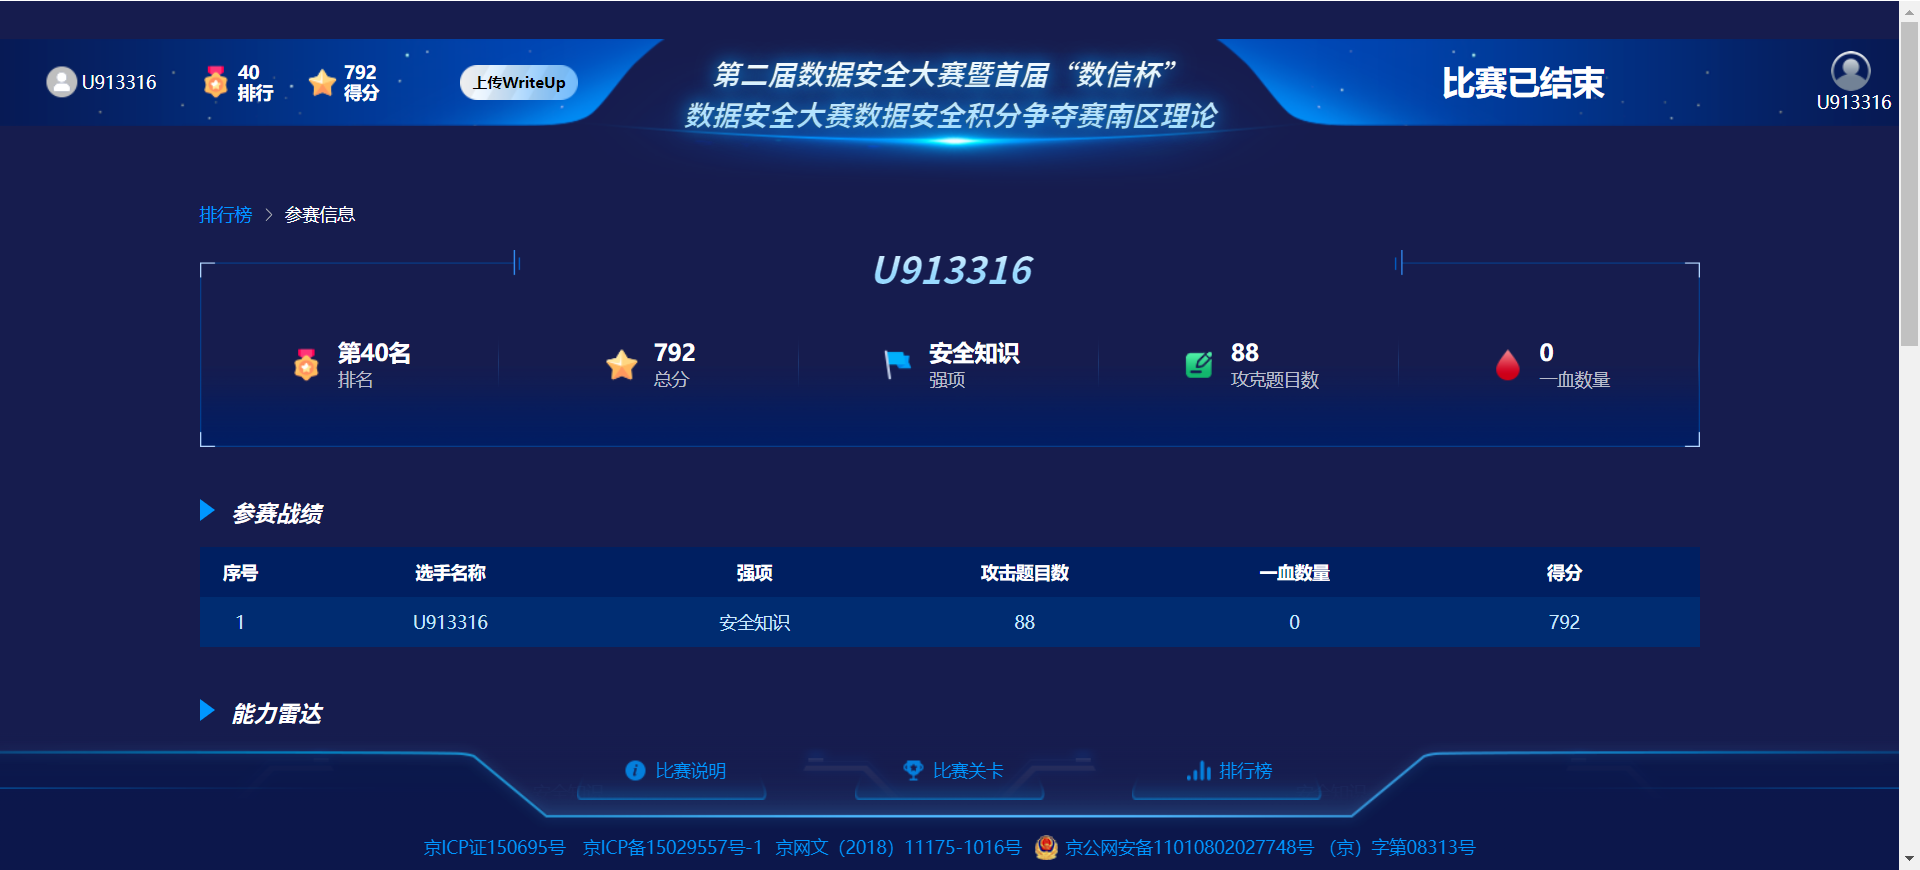 U913316
40
排行
792
得分
上传WriteUp
第二届数据安全大赛暨首届“数信杯”
数据安全大赛数据安全积分争夺赛南区理论
比赛已结束
U913316
排行榜 > 参赛信息
U913316
第40名
排名
792
总分
安全知识
强项
88
攻克题目数
0
一血数量
参赛战绩
序号 选手名称 强项 攻击题目数 一血数量 得分
1 U913316 安全知识 88 0 792
能力雷达
比赛说明 比赛关卡 排行榜
京ICP证150695号 京ICP备15029557号-1 京网文（2018）11175-1016号 京公网安备11010802027748号 （京）字第08313号